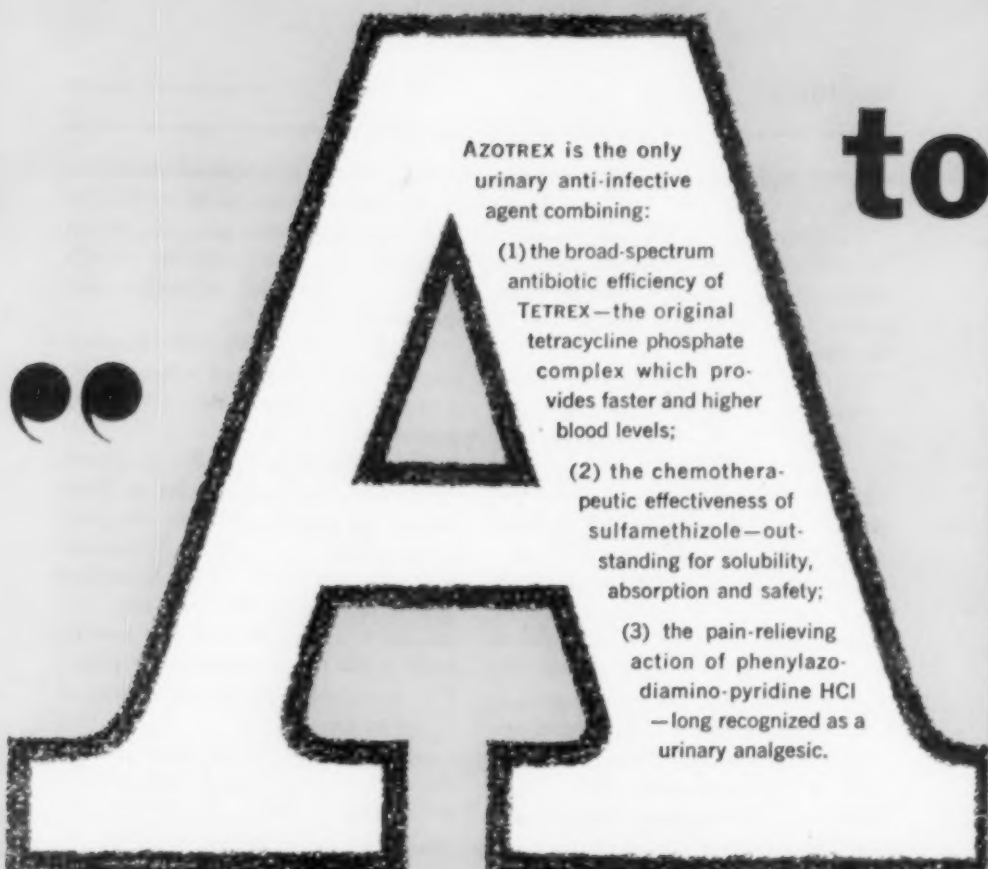 ”
A
to
AZOTREX is the only
urinary anti-infective
agent combining:
(1) the broad-spectrum
antibiotic efficiency of
TETREX—the original
tetracycline phosphate
complex which pro-
vides faster and higher
blood levels;
(2) the chemothera-
peutic effectiveness of
sulfamethizole—out-
standing for solubility,
absorption and safety;
(3) the pain-relieving
action of phenylazo-
diamino-pyridine HCl
—long recognized as a
urinary analgesic.